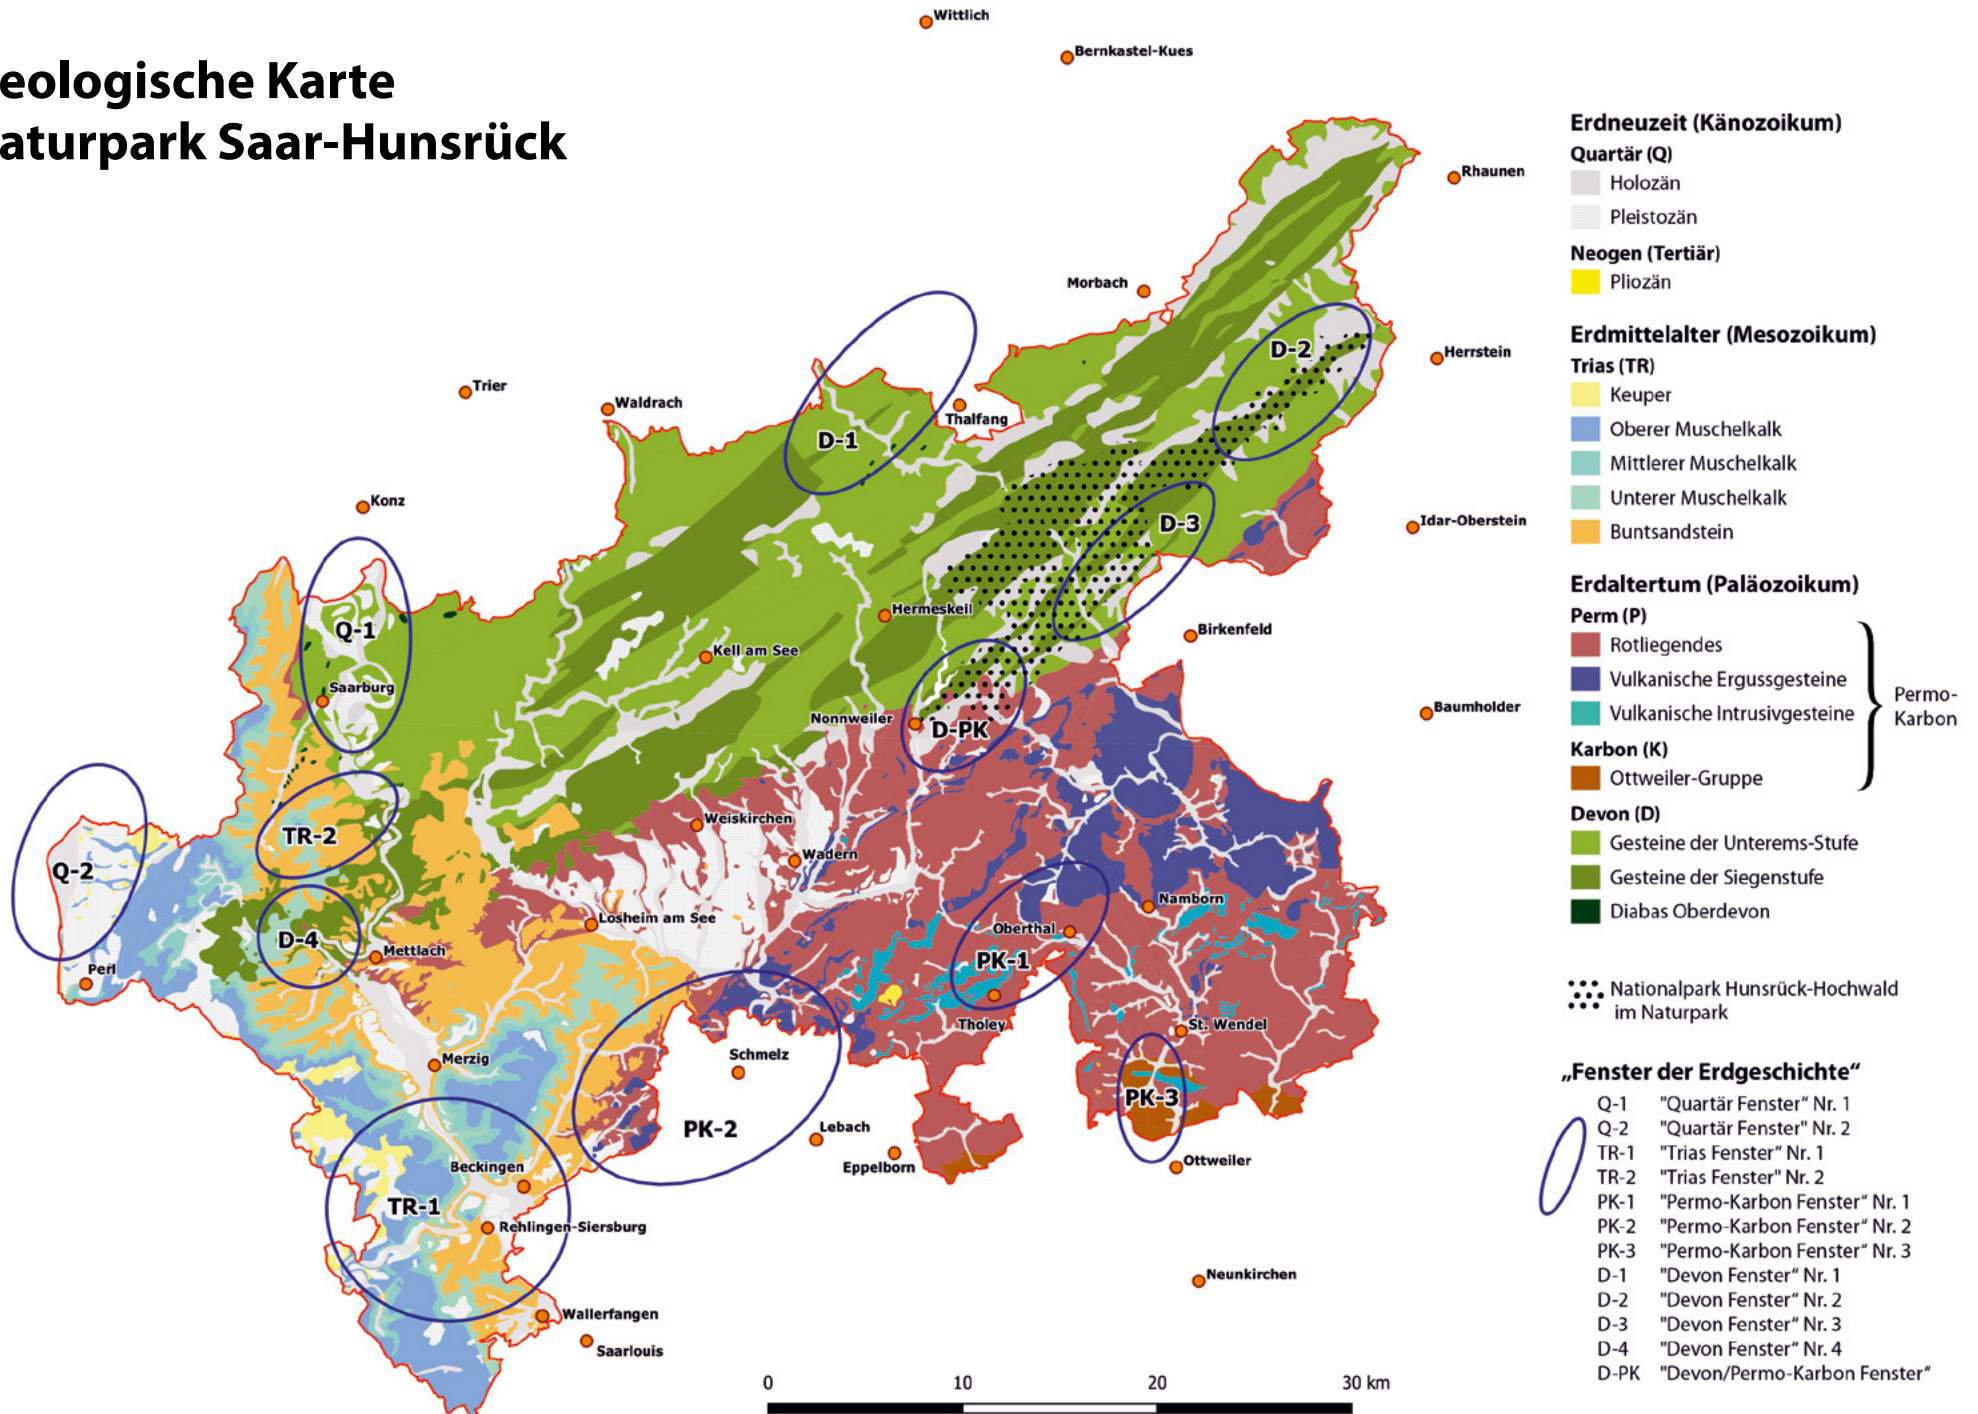 eologische Karte
aturpark Saar-Hunsrück
Wittlich
Bernkastel-Kues
Rhaunen
Morbach
Herrstein
Trier
Waldrach
Thalfang
D-1
D-2
Konz
Idar-Oberstein
D-3
Hermeskeil
Q-1
Birkenfeld
Kell am See
Saarburg
Nonnweiler
D-PK
Baumholder
TR-2
Weiskirchen
Wadern
Q-2
Namborn
Losheim am See
Oberthal
D-4
Mettlach
PK-1
Perl
Tholey
St. Wendel
Schmelz
Merzig
PK-3
PK-2
Lebach
Eppelborn
Ottweiler
Beckingen
TR-1
Rehlingen-Siersburg
Neunkirchen
Wallerfangen
Saarlouis
0 10 20 30 km
Erdneuzeit (Känozoikum)
Quartär (Q)
Holozän
Pleistozän
Neogen (Tertiär)
Pliozän
Erdmittelalter (Mesozoikum)
Trias (TR)
Keuper
Oberer Muschelkalk
Mittlerer Muschelkalk
Unterer Muschelkalk
Buntsandstein
Erdaltertum (Paläozoikum)
Perm (P)
Rotliegendes
Vulkanische Ergussgesteine
Vulkanische Intrusivgesteine
Permo-
Karbon
Karbon (K)
Ottweiler-Gruppe
Devon (D)
Gesteine der Unterems-Stufe
Gesteine der Siegenstufe
Diabas Oberdevon
Nationalpark Hunsrück-Hochwald
im Naturpark
„Fenster der Erdgeschichte“
Q-1 "Quartär Fenster“ Nr. 1
Q-2 "Quartär Fenster" Nr. 2
TR-1 "Trias Fenster“ Nr. 1
TR-2 "Trias Fenster" Nr. 2
PK-1 "Permo-Karbon Fenster“ Nr. 1
PK-2 "Permo-Karbon Fenster“ Nr. 2
PK-3 "Permo-Karbon Fenster“ Nr. 3
D-1 "Devon Fenster“ Nr. 1
D-2 "Devon Fenster“ Nr. 2
D-3 "Devon Fenster“ Nr. 3
D-4 "Devon Fenster“ Nr. 4
D-PK "Devon/Permo-Karbon Fenster“